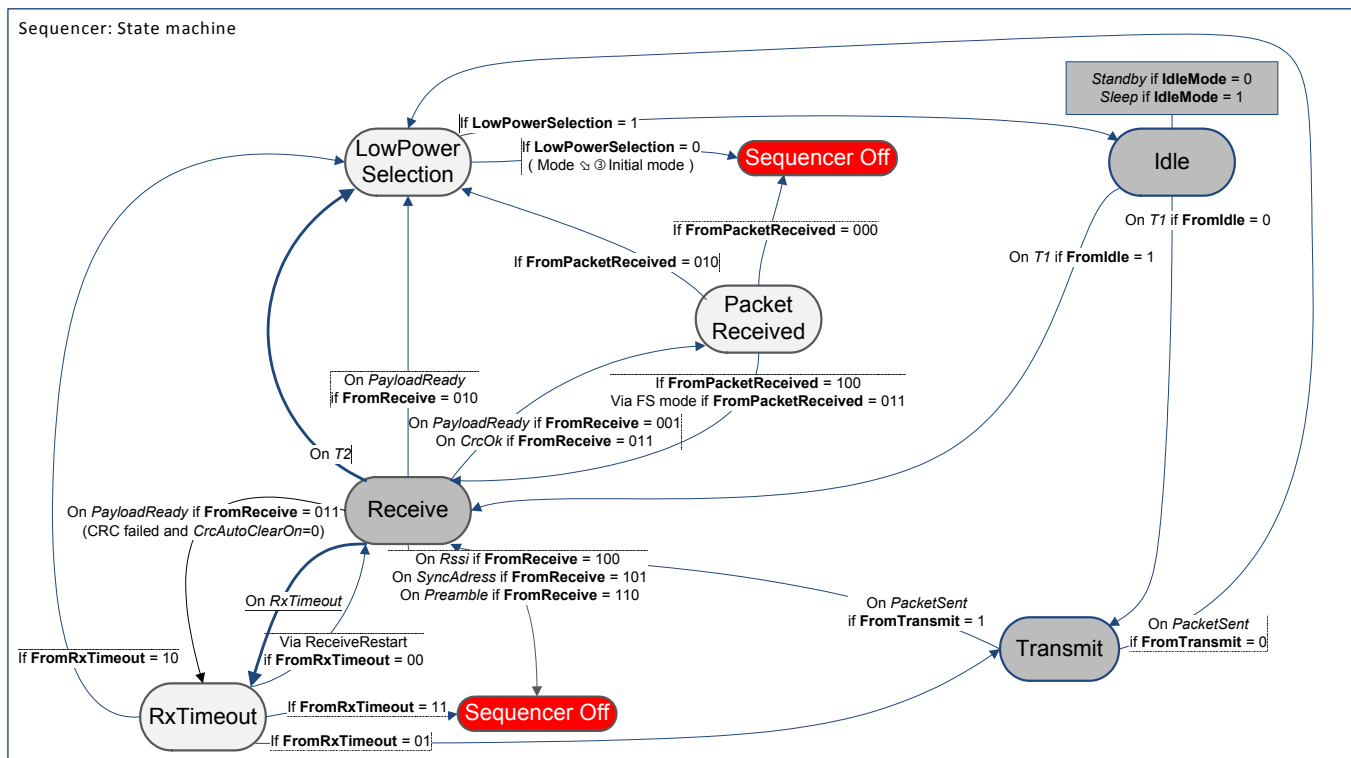 Sequencer: State machine
Standby if IdleMode = 0
Sleep if IdleMode = 1
If LowPowerSelection = 1
LowPower
Selection
If LowPowerSelection = 0
( Mode ⇘ ③ Initial mode )
Sequencer Off
Idle
On T1 if FromIdle = 0
If FromPacketReceived = 000
On T1 if FromIdle = 1
If FromPacketReceived = 010
Packet
Received
On PayloadReady
if FromReceive = 010
If FromPacketReceived = 100
Via FS mode if FromPacketReceived = 011
On PayloadReady if FromReceive = 001
On CrcOk if FromReceive = 011
On T2
Receive
On PayloadReady if FromReceive = 011
(CRC failed and CrcAutoClearOn=0)
On Rssi if FromReceive = 100
On SyncAdress if FromReceive = 101
On Preamble if FromReceive = 110
On RxTimeout
On PacketSent
if FromTransmit = 1
On PacketSent
if FromTransmit = 0
Transmit
Via ReceiveRestart
if FromRxTimeout = 00
If FromRxTimeout = 10
RxTimeout
If FromRxTimeout = 11
Sequencer Off
If FromRxTimeout = 01